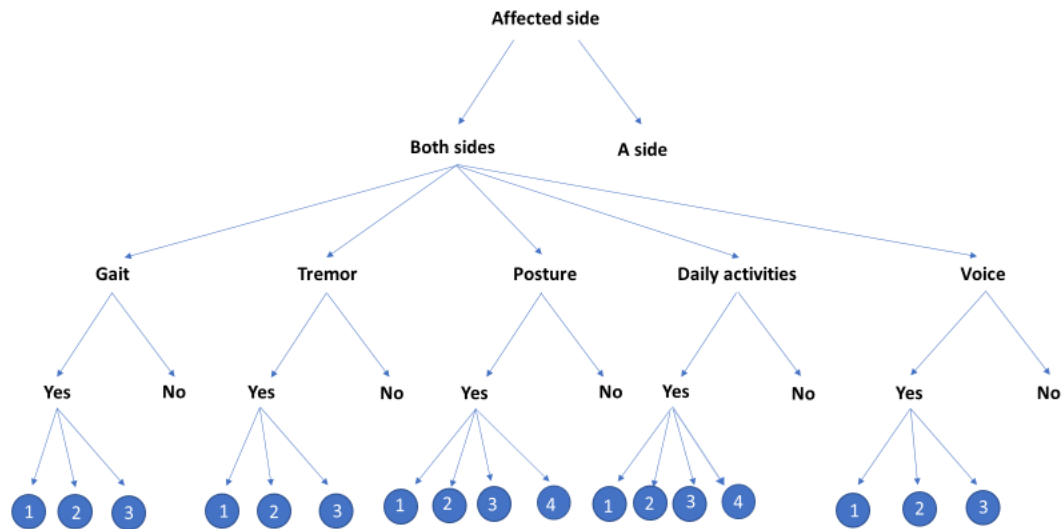 Affected side
Both sides A side
Gait Tremor Posture Daily activities Voice
Yes No Yes No Yes No Yes No Yes No
1 2 3 1 2 3 1 2 3 4 1 2 3 4 1 2 3